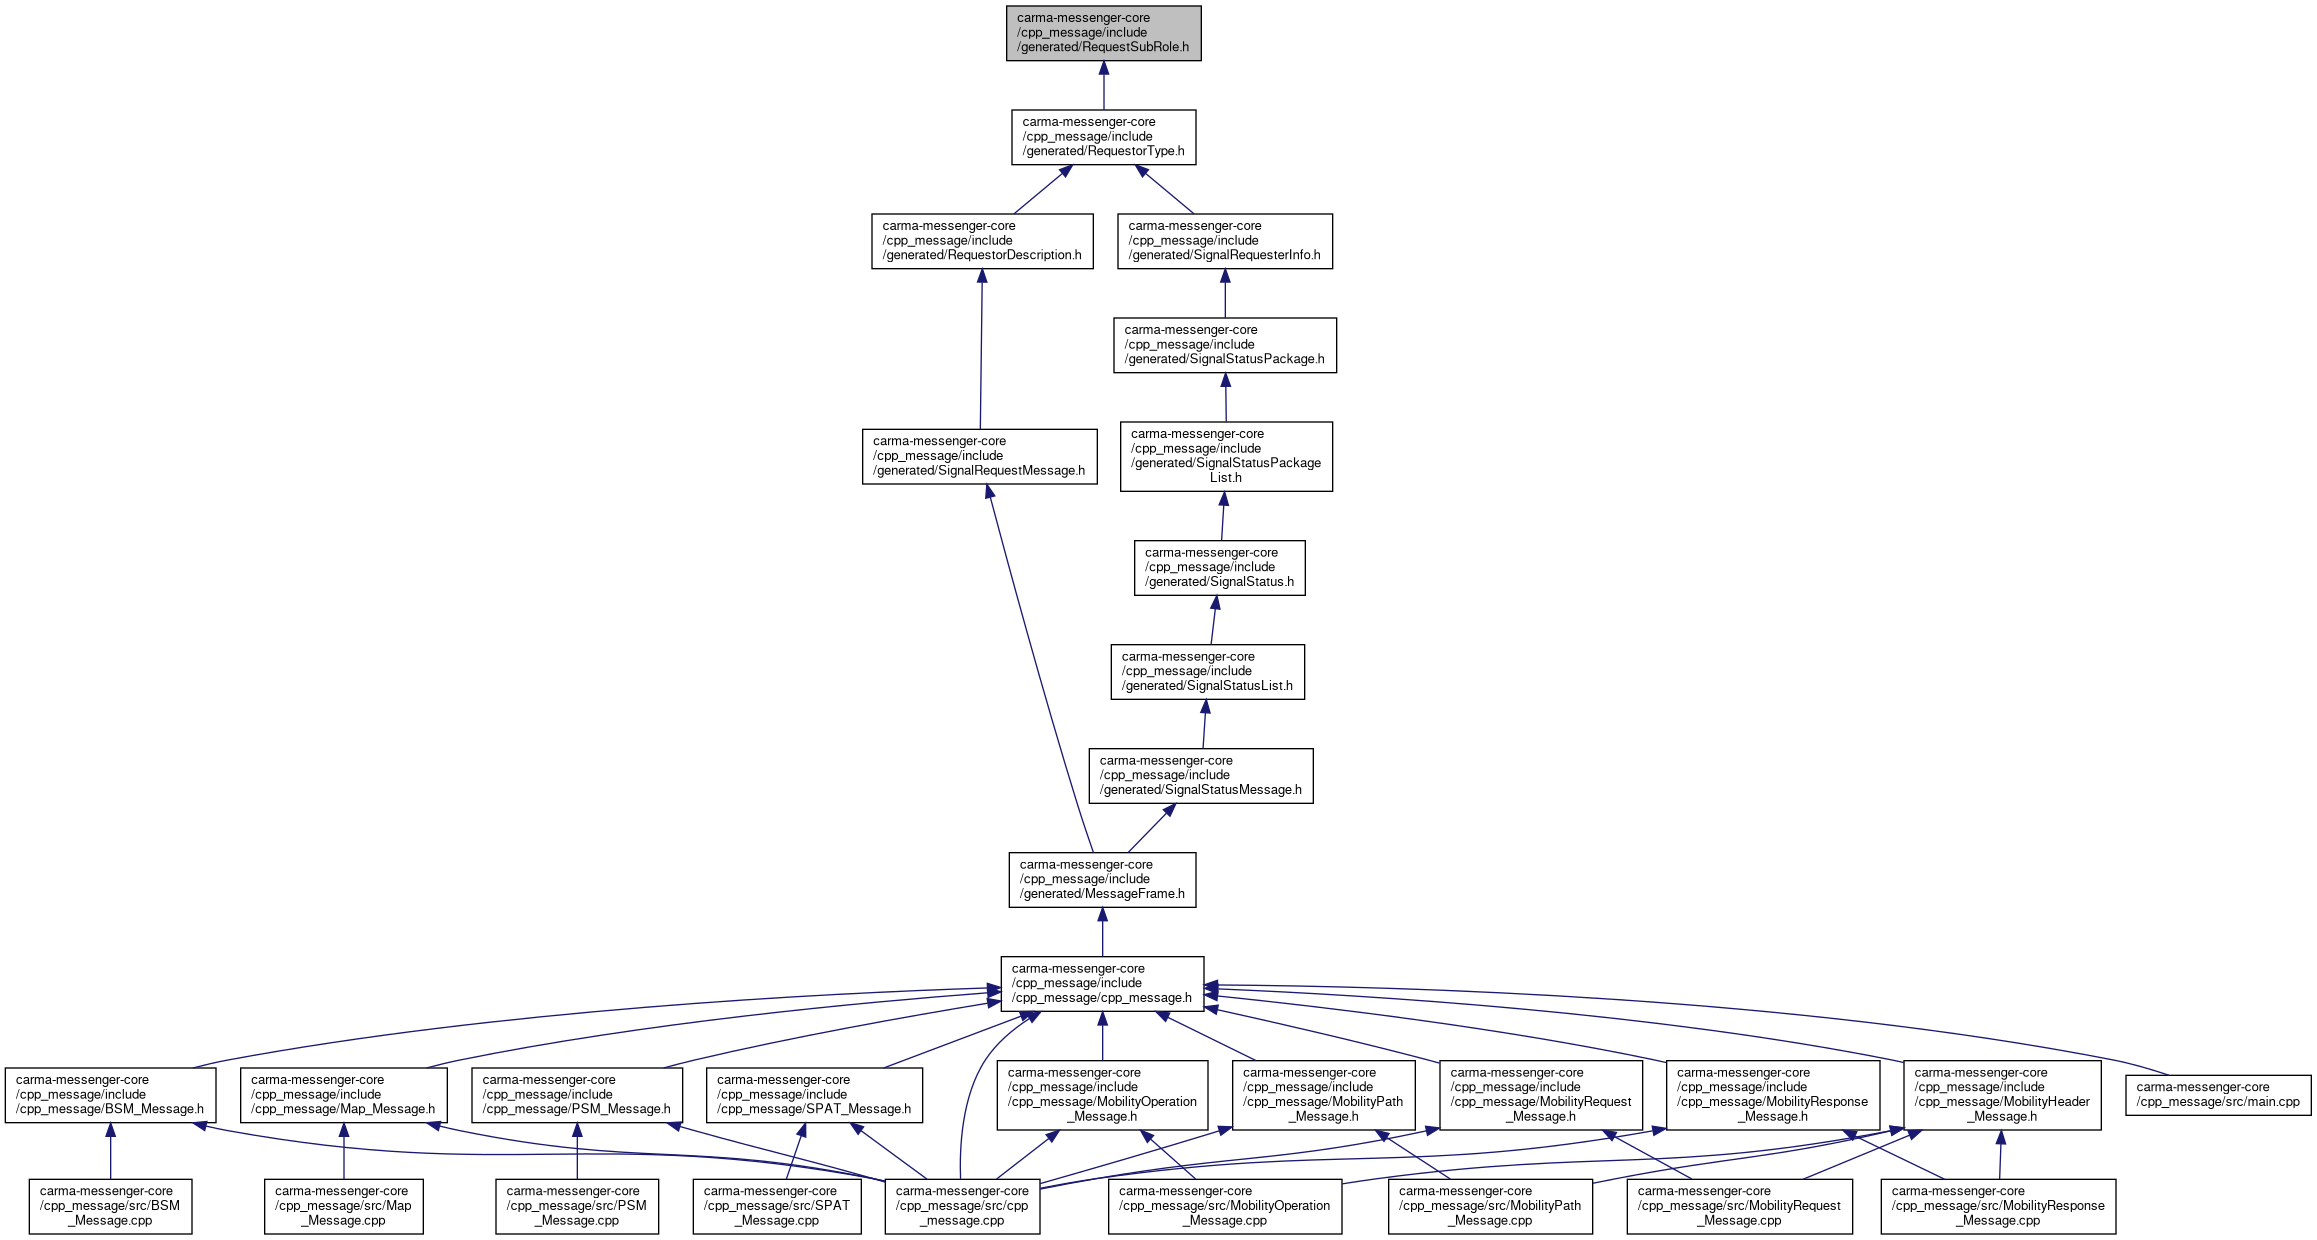 carma-messenger-core
/cpp_message/include
/generated/RequestSubRole.h
carma-messenger-core
/cpp_message/include
/generated/RequestorType.h
carma-messenger-core
/cpp_message/include
/generated/RequestorDescription.h
carma-messenger-core
/cpp_message/include
/generated/SignalRequesterInfo.h
carma-messenger-core
/cpp_message/include
/generated/SignalStatusPackage.h
carma-messenger-core
/cpp_message/include
/generated/SignalRequestMessage.h
carma-messenger-core
/cpp_message/include
/generated/SignalStatusPackage
List.h
carma-messenger-core
/cpp_message/include
/generated/SignalStatus.h
carma-messenger-core
/cpp_message/include
/generated/SignalStatusList.h
carma-messenger-core
/cpp_message/include
/generated/SignalStatusMessage.h
carma-messenger-core
/cpp_message/include
/generated/MessageFrame.h
carma-messenger-core
/cpp_message/include
/cpp_message/cpp_message.h
carma-messenger-core
/cpp_message/include
/cpp_message/BSM_Message.h
carma-messenger-core
/cpp_message/include
/cpp_message/Map_Message.h
carma-messenger-core
/cpp_message/include
/cpp_message/PSM_Message.h
carma-messenger-core
/cpp_message/include
/cpp_message/SPAT_Message.h
carma-messenger-core
/cpp_message/include
/cpp_message/MobilityOperation
_Message.h
carma-messenger-core
/cpp_message/include
/cpp_message/MobilityPath
_Message.h
carma-messenger-core
/cpp_message/include
/cpp_message/MobilityRequest
_Message.h
carma-messenger-core
/cpp_message/include
/cpp_message/MobilityResponse
_Message.h
carma-messenger-core
/cpp_message/include
/cpp_message/MobilityHeader
_Message.h
carma-messenger-core
/cpp_message/src/main.cpp
carma-messenger-core
/cpp_message/src/BSM
_Message.cpp
carma-messenger-core
/cpp_message/src/Map
_Message.cpp
carma-messenger-core
/cpp_message/src/PSM
_Message.cpp
carma-messenger-core
/cpp_message/src/SPAT
_Message.cpp
carma-messenger-core
/cpp_message/src/cpp
_message.cpp
carma-messenger-core
/cpp_message/src/MobilityOperation
_Message.cpp
carma-messenger-core
/cpp_message/src/MobilityPath
_Message.cpp
carma-messenger-core
/cpp_message/src/MobilityRequest
_Message.cpp
carma-messenger-core
/cpp_message/src/MobilityResponse
_Message.cpp